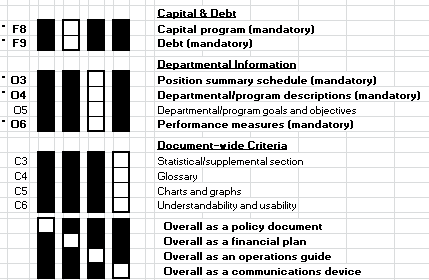 Capital & Debt
* F8 Capital program (mandatory)
* F9 Debt (mandatory)
Departmental Information
* O3 Position summary schedule (mandatory)
* O4 Departmental/program descriptions (mandatory)
O5 Departmental/program goals and objectives
* O6 Performance measures (mandatory)
Document-wide Criteria
C3 Statistical/supplemental section
C4 Glossary
C5 Charts and graphs
C6 Understandability and usability
Overall as a policy document
Overall as a financial plan
Overall as an operations guide
Overall as a communications device